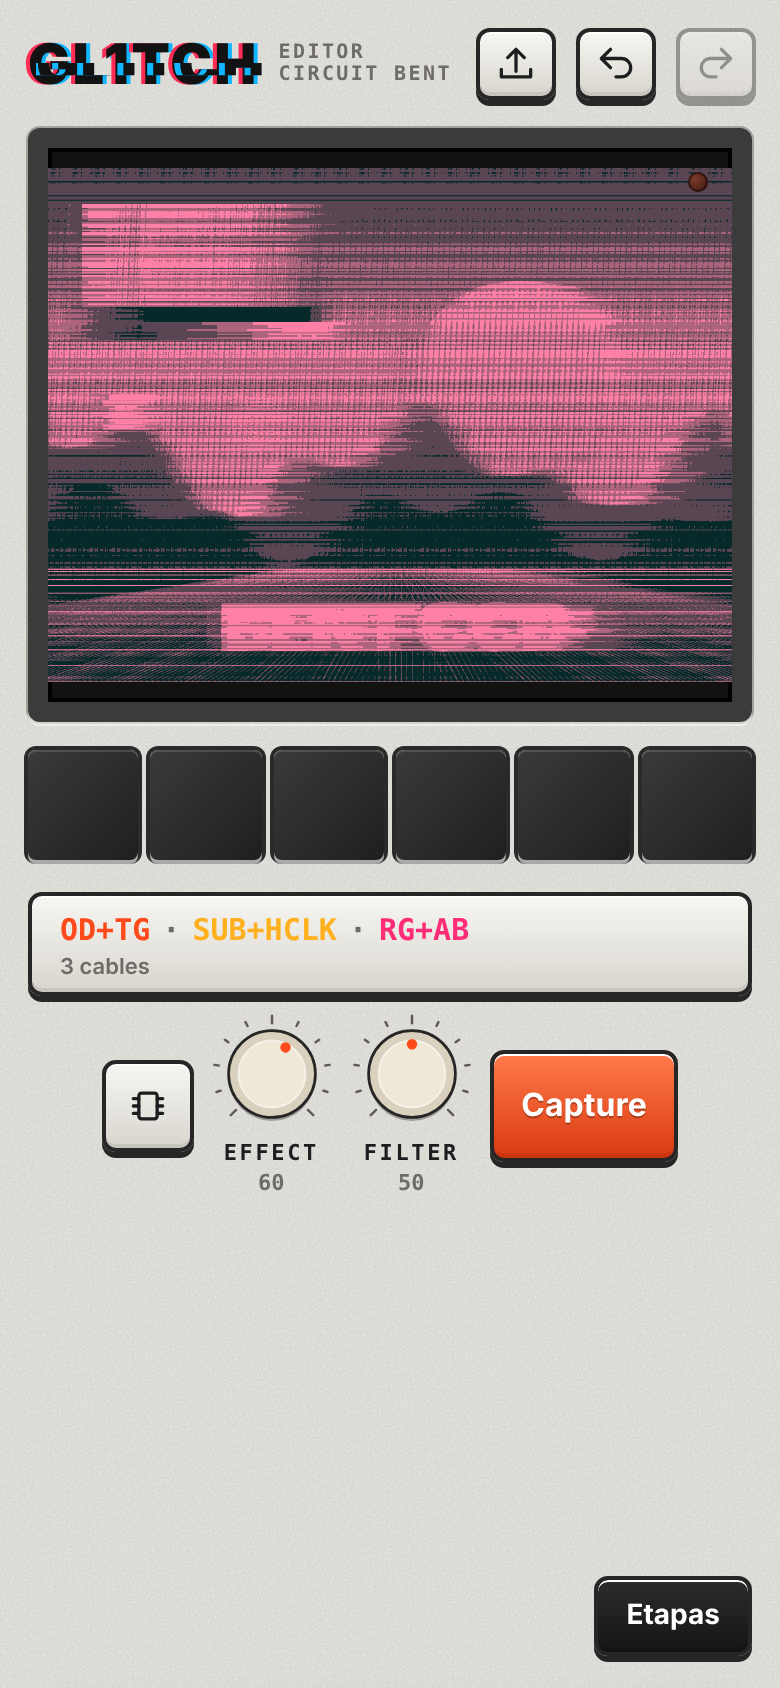 GL1TCH
EDITOR
CIRCUIT BENT
OD+TG · SUB+HCLK · RG+AB
3 cables
Capture
EFFECT
FILTER
60
50
Etapas